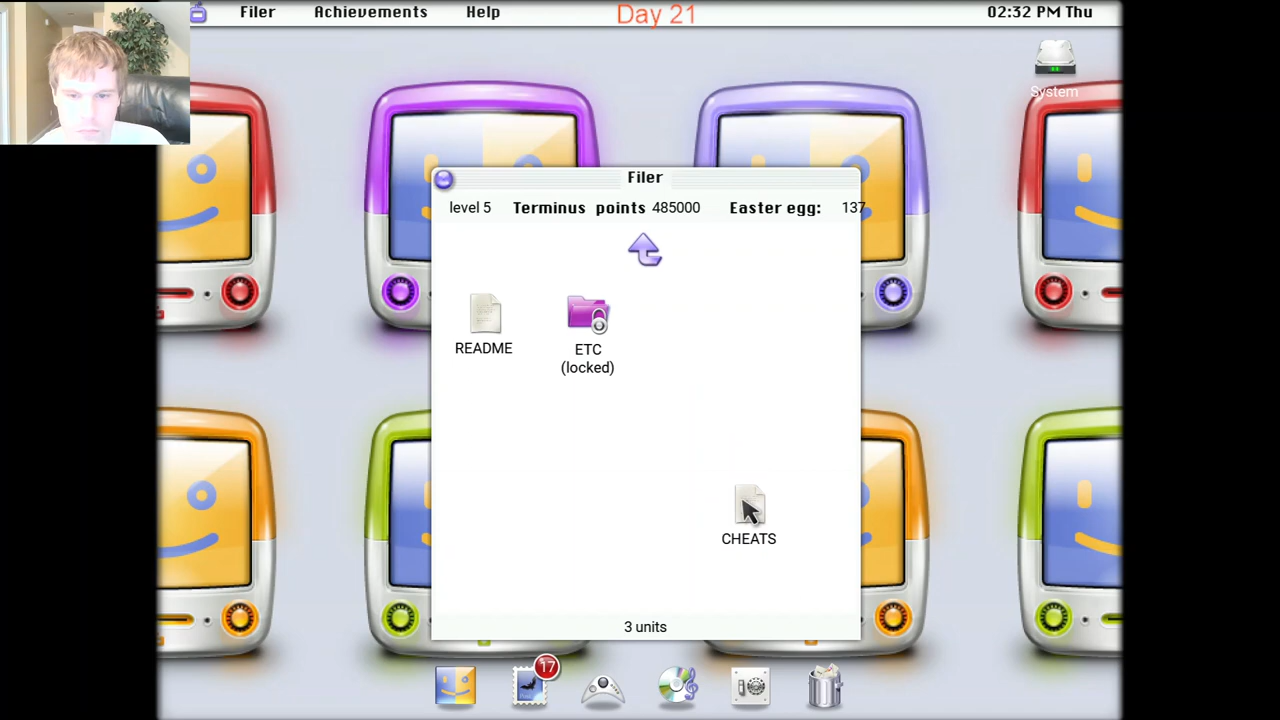 Filer Achievements Help Day 21 02:32 PM Thu
System
Filer
level 5 Terminus points 485000 Easter egg: 137
README
ETC
(locked)
CHEATS
3 units
17